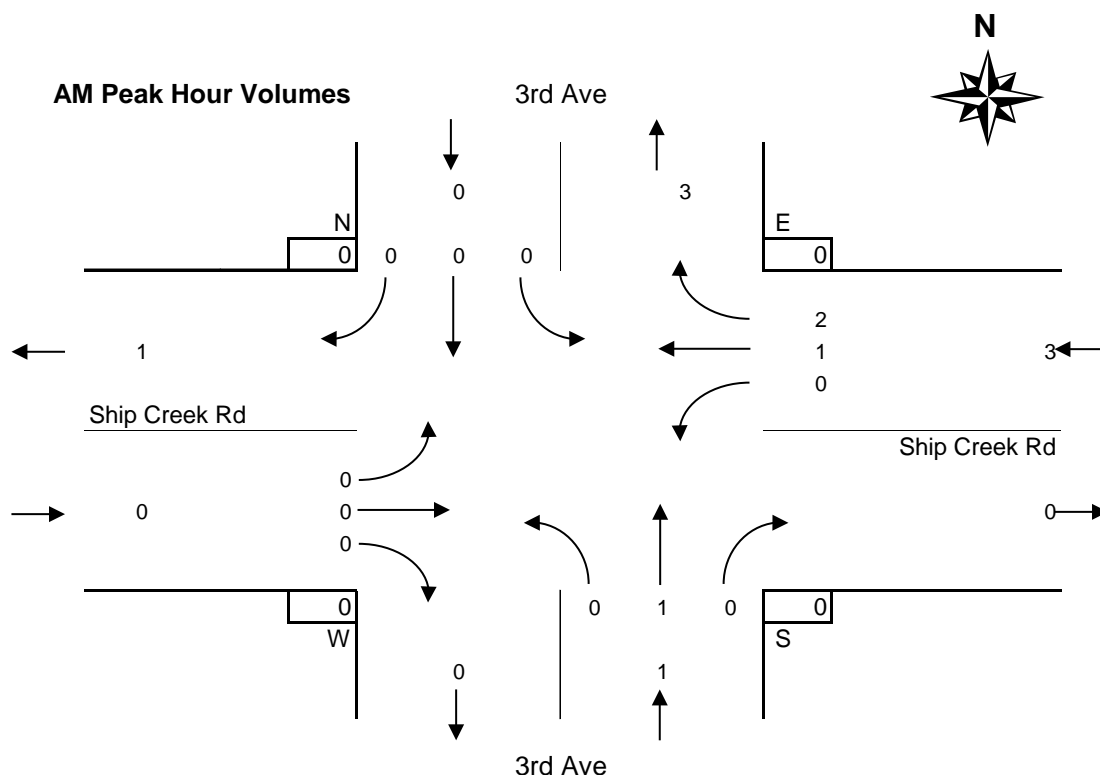 N
AM Peak Hour Volumes 3rd Ave
0 3
N E
0 0 0 0 0
2
1 1 3
0
Ship Creek Rd
Ship Creek Rd
0
0 0 0
0
0 0 1 0 0
W S
0 1
3rd Ave